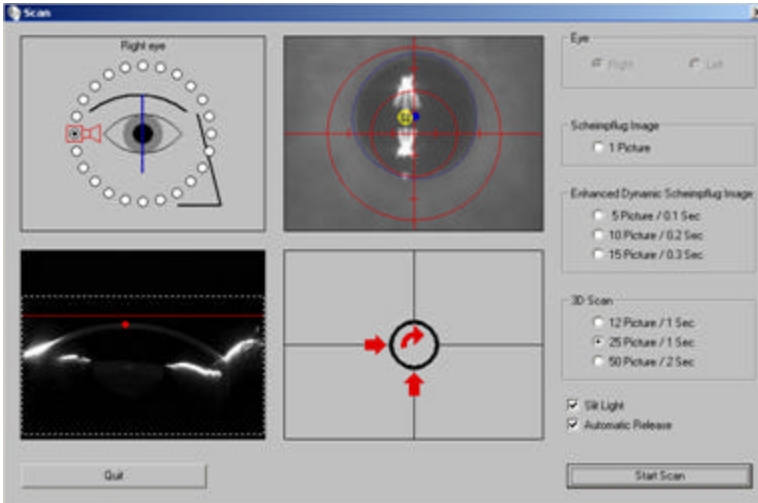 Scan
Right eye
Eye
Right
Left
Scheimpflug Image
1 Picture
Enhanced Dynamic Scheimpflug Image
5 Picture / 0.1 Sec
10 Picture / 0.2 Sec
15 Picture / 0.3 Sec
3D Scan
12 Picture / 1 Sec
25 Picture / 1 Sec
50 Picture / 2 Sec
Slit Light
Automatic Release
Quit
Start Scan